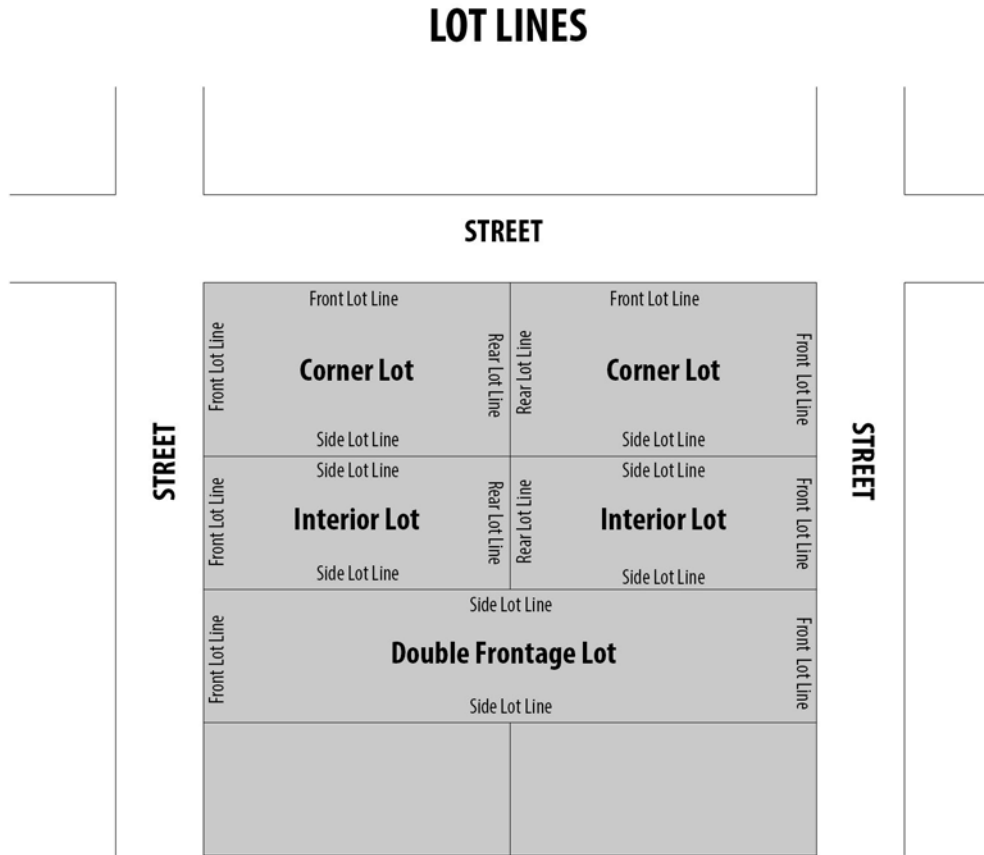 LOT LINES
STREET
Front Lot Line
Front Lot Line
Front Lot Line
Corner Lot
Rear Lot Line
Rear Lot Line
Corner Lot
Front Lot Line
Side Lot Line
Side Lot Line
STREET
STREET
Side Lot Line
Side Lot Line
Front Lot Line
Interior Lot
Rear Lot Line
Rear Lot Line
Interior Lot
Front Lot Line
Side Lot Line
Side Lot Line
Side Lot Line
Front Lot Line
Double Frontage Lot
Front Lot Line
Side Lot Line